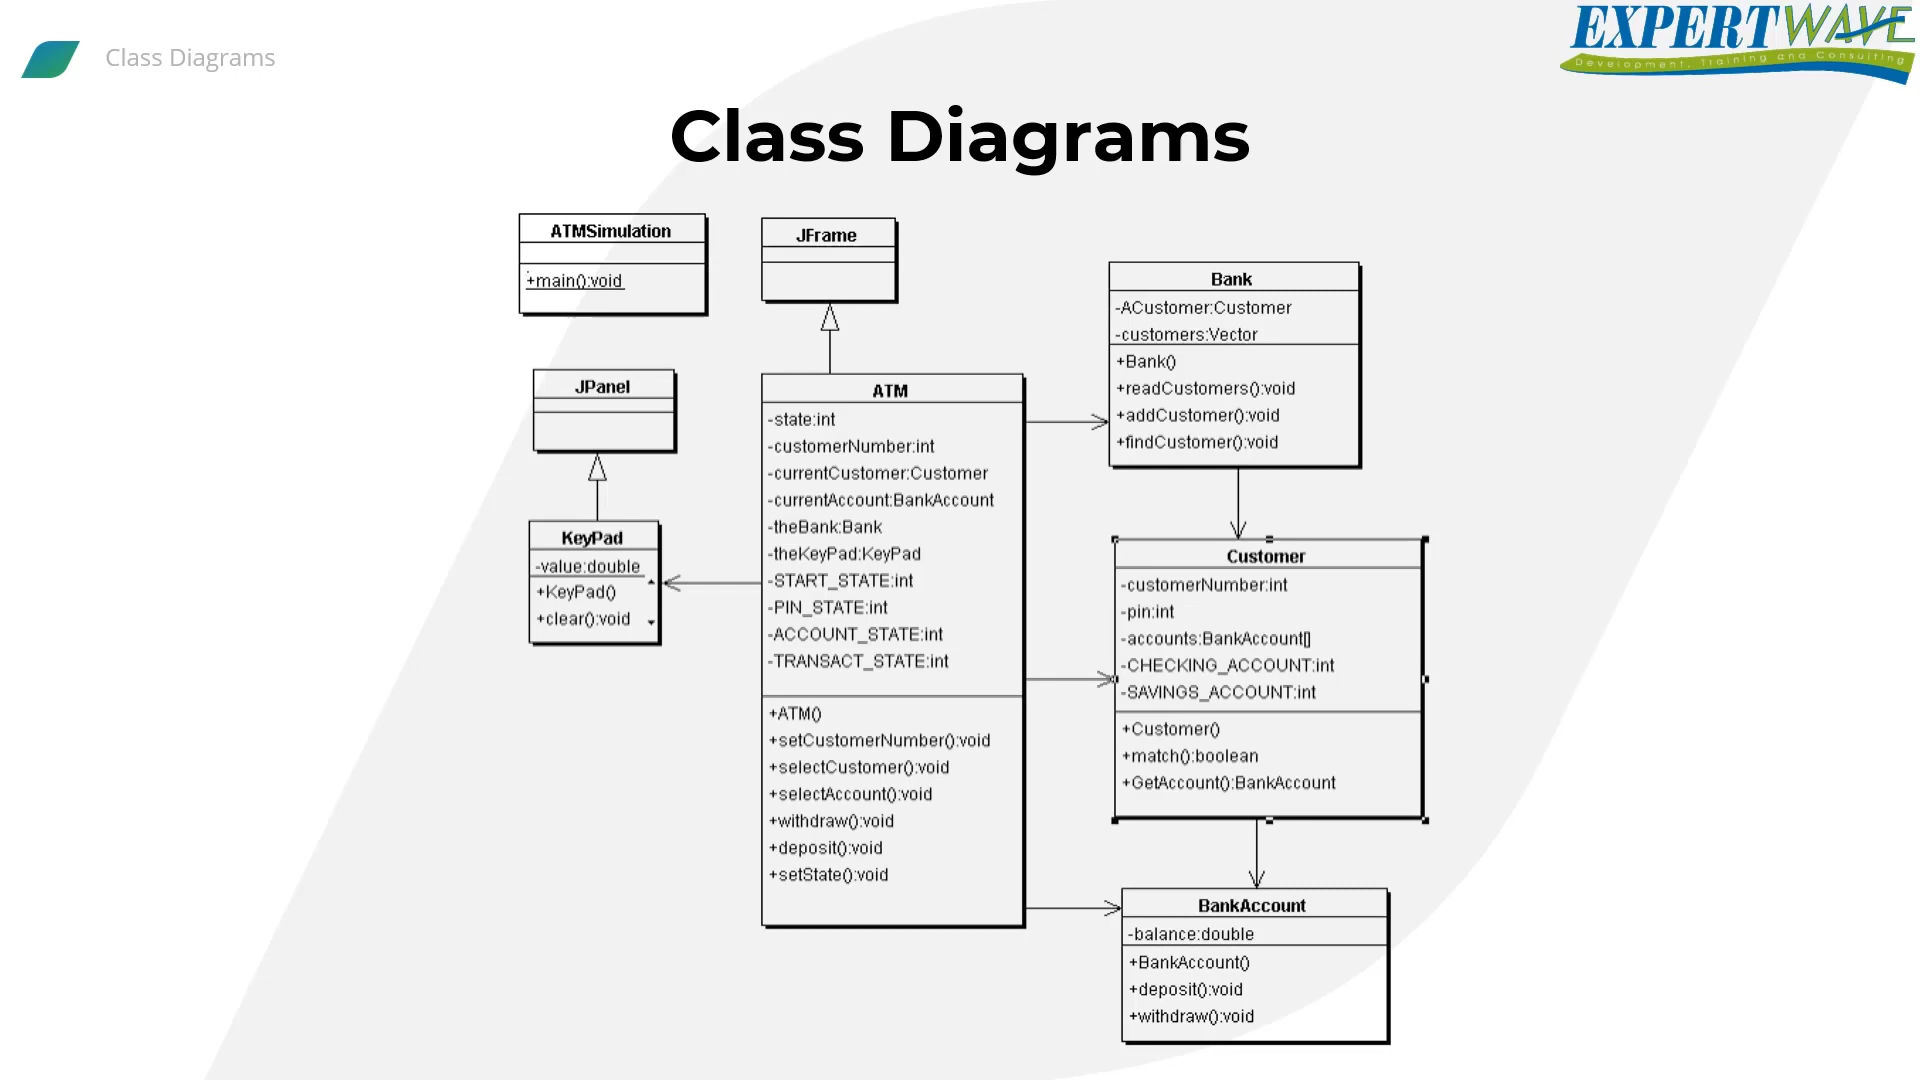 Class Diagrams
EXPERTWAVE
Development, Training and Consulting
Class Diagrams
ATMSimulation
+main():void
JFrame
JPanel
KeyPad
-value:double
+KeyPad()
+clear():void
ATM
-state:int
-customerNumber:int
-currentCustomer:Customer
-currentAccount:BankAccount
-theBank:Bank
-theKeyPad:KeyPad
-START_STATE:int
-PIN_STATE:int
-ACCOUNT_STATE:int
-TRANSACT_STATE:int
+ATM()
+setCustomerNumber():void
+selectCustomer():void
+selectAccount():void
+withdraw():void
+deposit():void
+setState():void
Bank
-ACustomer:Customer
-customers:Vector
+Bank()
+readCustomers():void
+addCustomer():void
+findCustomer():void
Customer
-customerNumber:int
-pin:int
-accounts:BankAccount[]
-CHECKING_ACCOUNT:int
-SAVINGS_ACCOUNT:int
+Customer()
+match():boolean
+GetAccount():BankAccount
BankAccount
-balance:double
+BankAccount()
+deposit():void
+withdraw():void